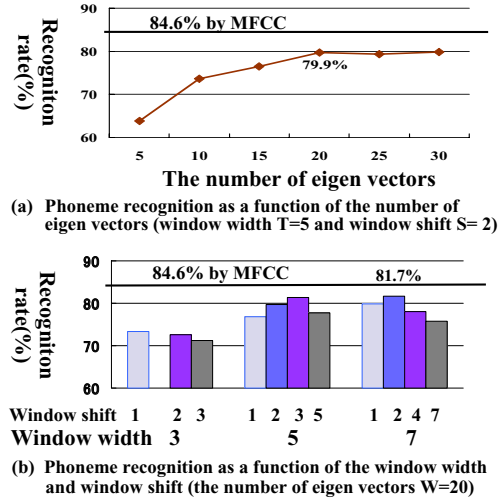 (a)
84.6% by MFCC
90
80
70
60
Recogniton
rate(%)
79.9%
5 10 15 20 25 30
The number of eigen vectors
(a) Phoneme recognition as a function of the number of
eigen vectors (window width T=5 and window shift S= 2)
(b)
90
80
70
60
Recogniton
rate(%)
84.6% by MFCC 81.7%
Window shift 1 2 3 1 2 3 5 1 2 4 7
Window width 3 5 7
(b) Phoneme recognition as a function of the window width
and window shift (the number of eigen vectors W=20)